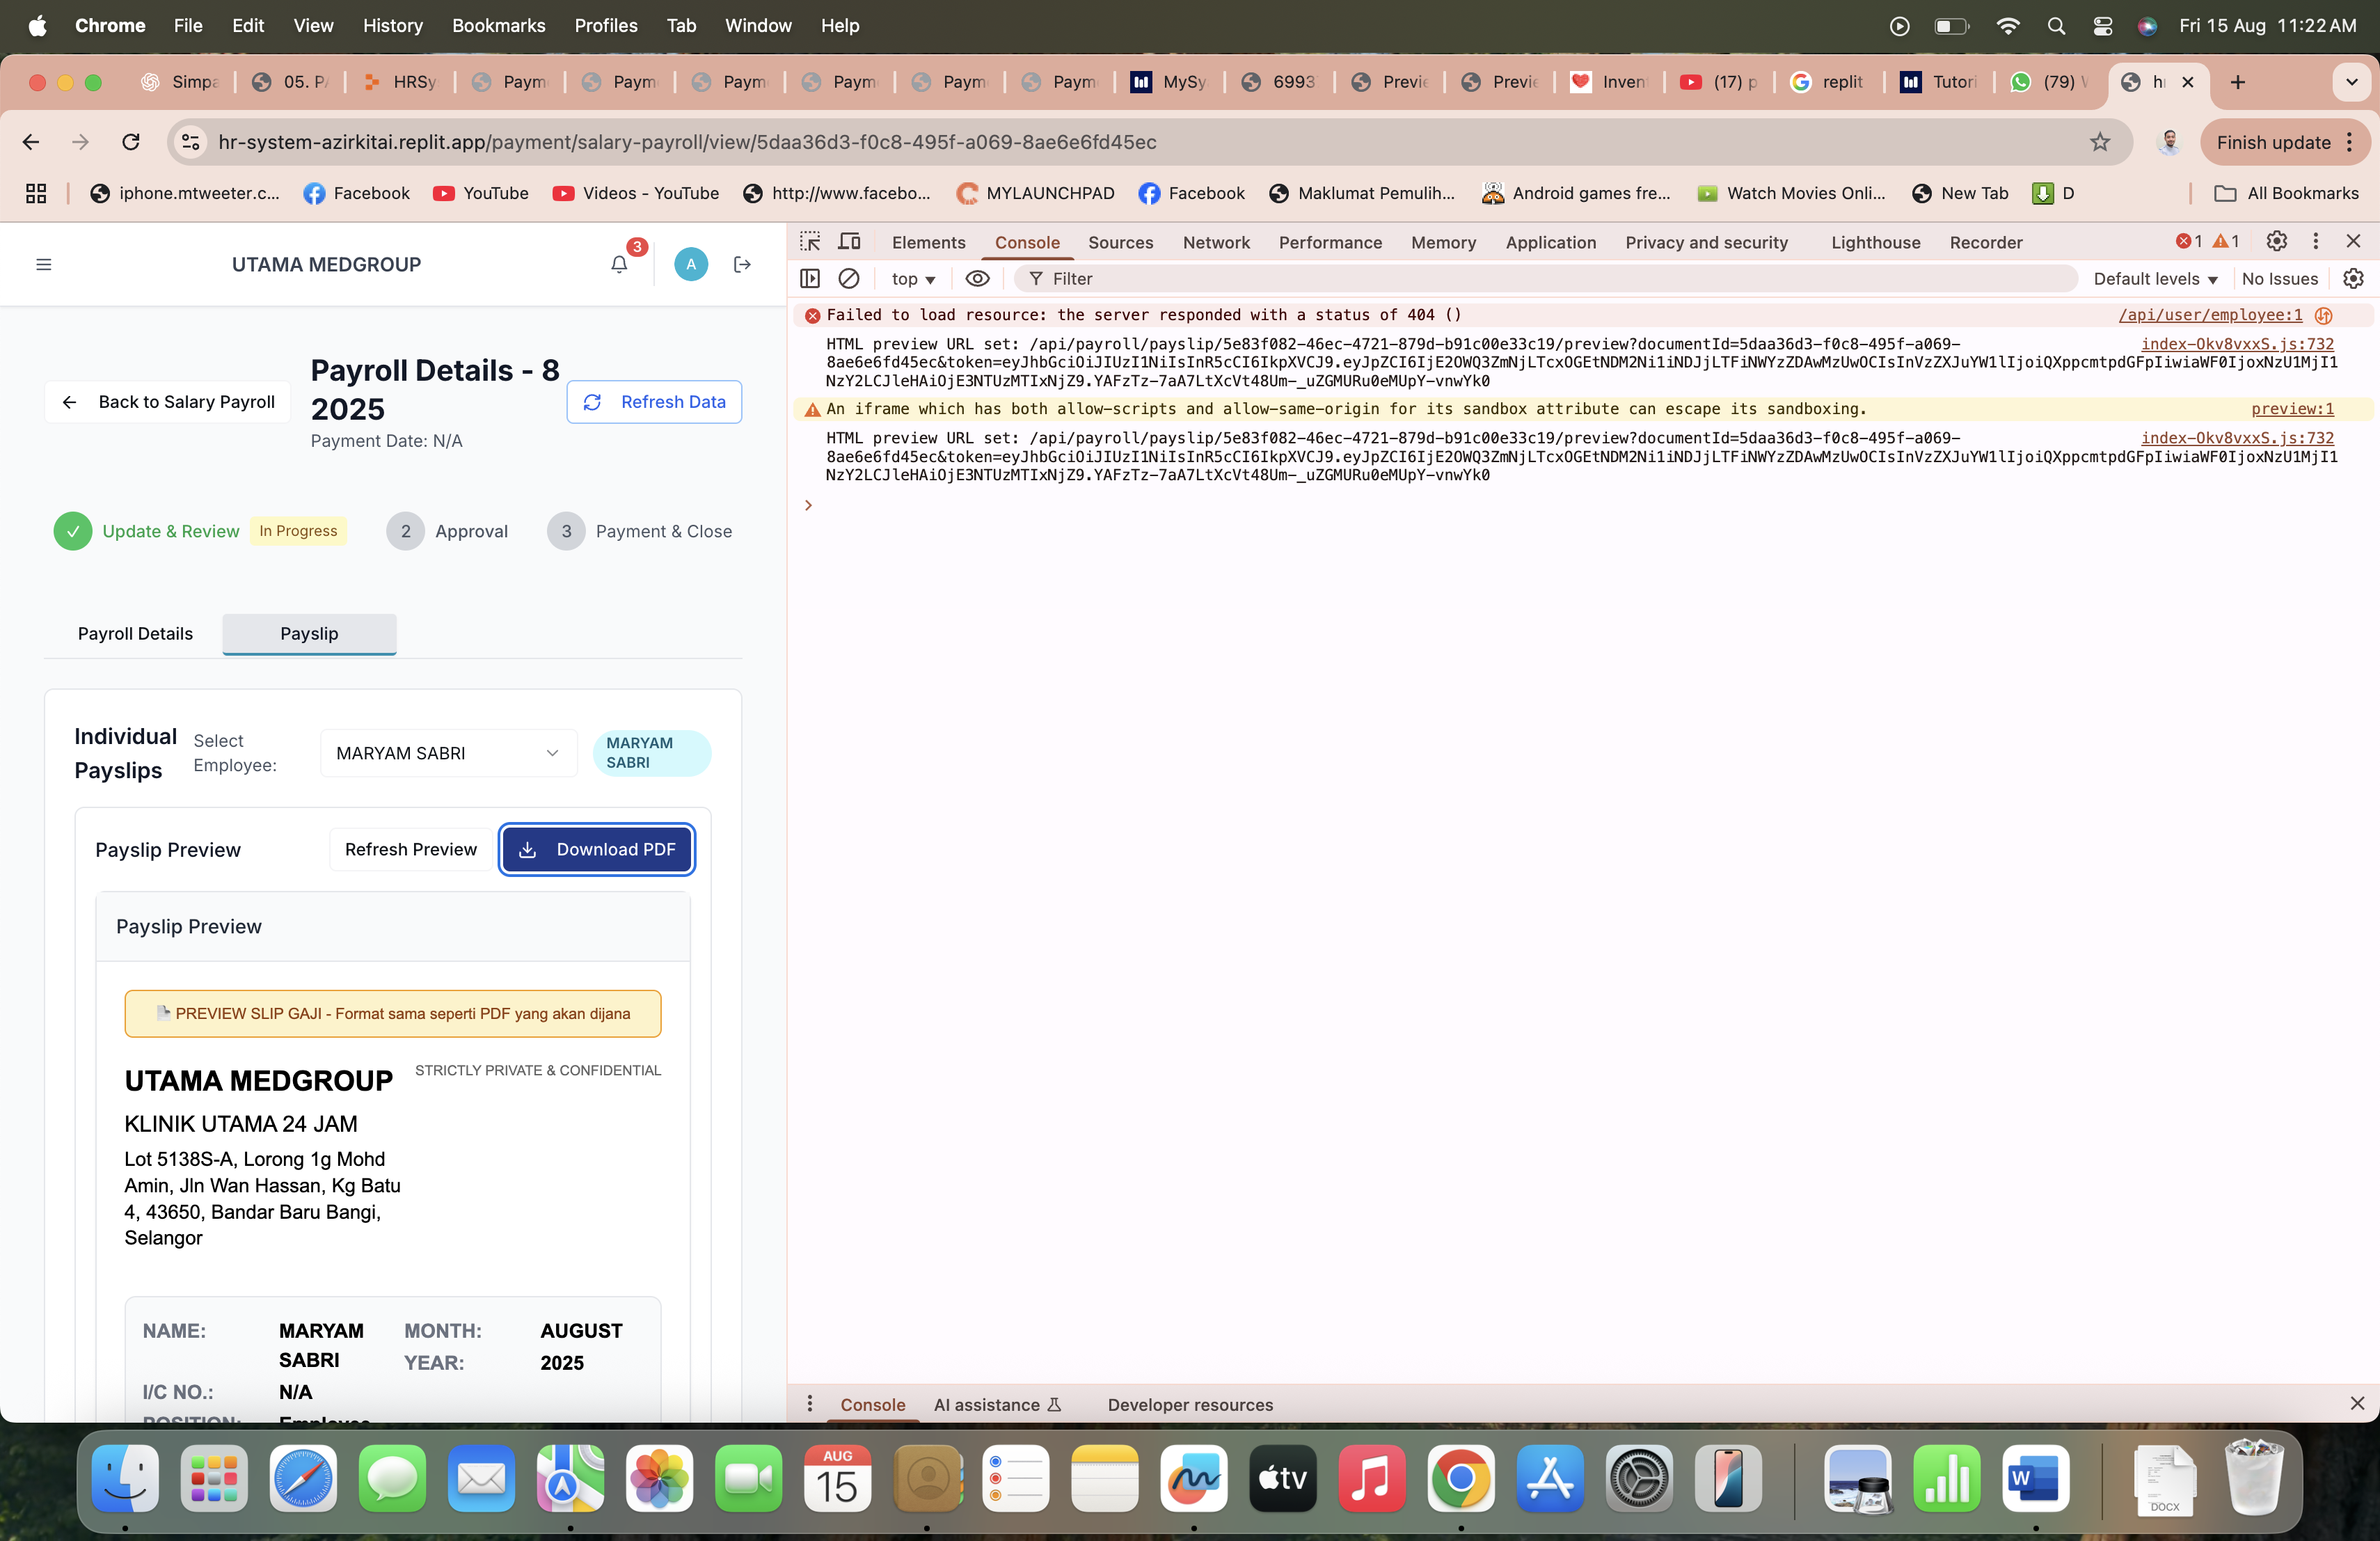 Chrome File Edit View History Bookmarks Profiles Tab Window Help Fri 15 Aug 11:22 AM
Simpa 05. P HRSy Paym Paym Paym Paym Paym Paym MySy 6993 Previe Previe Inven (17) p replit Tutori (79) hr
hr-system-azirkitai.replit.app/payment/salary-payroll/view/5daa36d3-f0c8-495f-a069-8ae6e6fd45ec Finish update
iphone.mtweeter.c... Facebook YouTube Videos - YouTube http://www.facebo... MYLAUNCHPAD Facebook Maklumat Pemulih... Android games fre... Watch Movies Onli... New Tab D All Bookmarks
UTAMA MEDGROUP 3 A
Payroll Details - 8
2025
Back to Salary Payroll
Refresh Data
Payment Date: N/A
Update & Review In Progress 2 Approval 3 Payment & Close
Payroll Details Payslip
Individual
Payslips
Select
Employee:
MARYAM SABRI
MARYAM
SABRI
Payslip Preview Refresh Preview Download PDF
Payslip Preview
PREVIEW SLIP GAJI - Format sama seperti PDF yang akan dijana
UTAMA MEDGROUP STRICTLY PRIVATE & CONFIDENTIAL
KLINIK UTAMA 24 JAM
Lot 5138S-A, Lorong 1g Mohd
Amin, Jln Wan Hassan, Kg Batu
4, 43650, Bandar Baru Bangi,
Selangor
NAME: MARYAM SABRI MONTH: AUGUST
YEAR: 2025
I/C NO.: N/A
POSITION: Employee
Elements Console Sources Network Performance Memory Application Privacy and security Lighthouse Recorder 1 1
top Filter Default levels No Issues
Failed to load resource: the server responded with a status of 404 () /api/user/employee:1
HTML preview URL set: /api/payroll/payslip/5e83f082-46ec-4721-879d-b91c00e33c19/preview?documentId=5daa36d3-f0c8-495f-a069- index-Okv8vxxS.js:732
8ae6e6fd45ec&token=eyJhbGciOiJIUzI1NiIsInR5cCI6IkpXVCJ9.eyJpZCI6IjE2OWQ3ZmNjLTcxOGEtNDM2Ni1iNDJjLTFiNWYzZDAwMzUwOCIsInVzZXJuYW1lIjoiQXppcmtpdGFpIiwiaWF0IjoxNzU1MjI1
NzY2LCJleHAiOjE3NTUzMTIxNjZ9.YAFzTz-7aA7LtXcVt48Um-_uZGMURu0eMUpY-vnwYk0
An iframe which has both allow-scripts and allow-same-origin for its sandbox attribute can escape its sandboxing. preview:1
HTML preview URL set: /api/payroll/payslip/5e83f082-46ec-4721-879d-b91c00e33c19/preview?documentId=5daa36d3-f0c8-495f-a069- index-Okv8vxxS.js:732
8ae6e6fd45ec&token=eyJhbGciOiJIUzI1NiIsInR5cCI6IkpXVCJ9.eyJpZCI6IjE2OWQ3ZmNjLTcxOGEtNDM2Ni1iNDJjLTFiNWYzZDAwMzUwOCIsInVzZXJuYW1lIjoiQXppcmtpdGFpIiwiaWF0IjoxNzU1MjI1
NzY2LCJleHAiOjE3NTUzMTIxNjZ9.YAFzTz-7aA7LtXcVt48Um-_uZGMURu0eMUpY-vnwYk0
Console AI assistance Developer resources
AUG
15
tv
W
DOCX